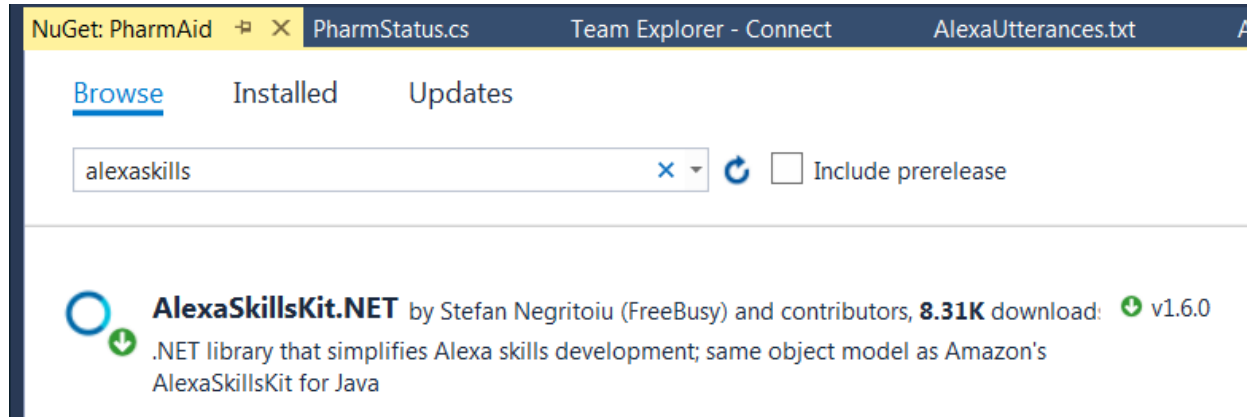 NuGet: PharmAid PharmStatus.cs Team Explorer - Connect AlexaUtterances.txt A
Browse Installed Updates
alexaskills Include prerelease
AlexaSkillsKit.NET by Stefan Negritoiu (FreeBusy) and contributors, 8.31K download v1.6.0
.NET library that simplifies Alexa skills development; same object model as Amazon's
AlexaSkillsKit for Java